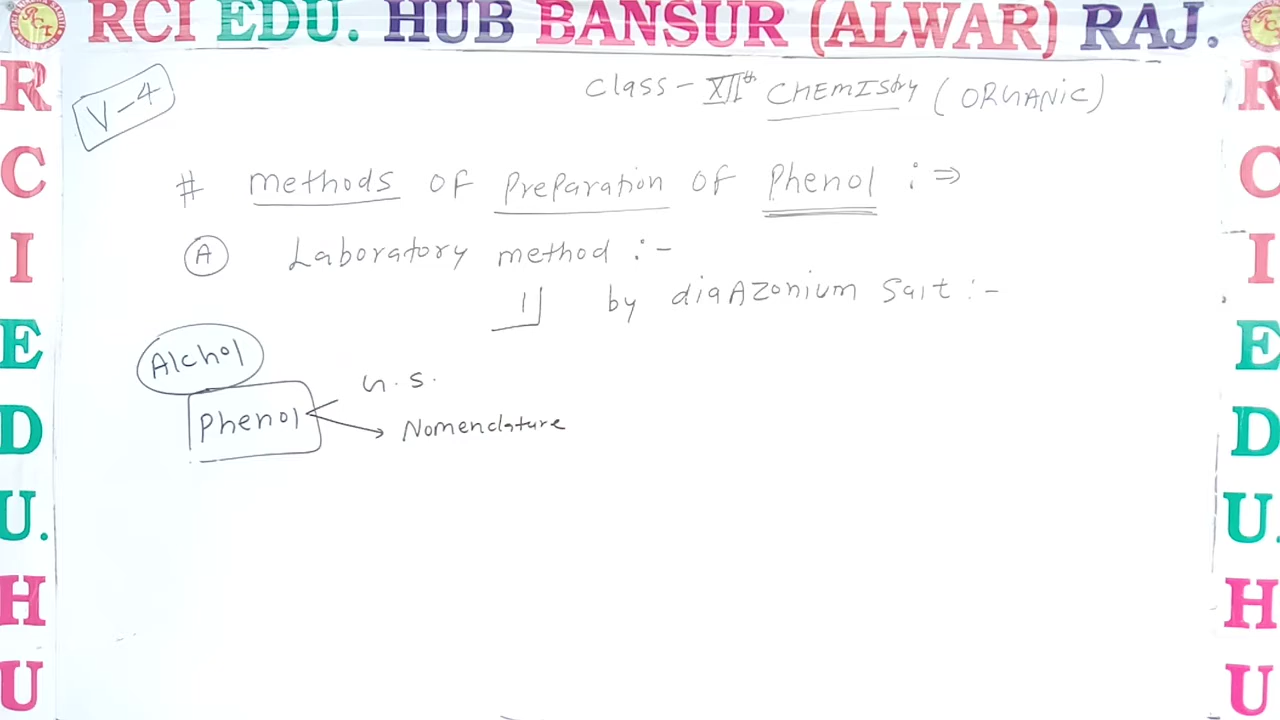 RCI EDU. HUB BANSUR (ALWAR) RAJ.
V-4
Class - XIIth CHEMIStry (ORGANIC)
# methods OF PrePAration OF Phenol :⇒
A Laboratory method :-
1 by diAAZonium Salt :-
Alchol
Phenol
G.S.
Nomenclature
R
C
I
E
D
U.
H
U
R
C
I
E
D
U.
H
U